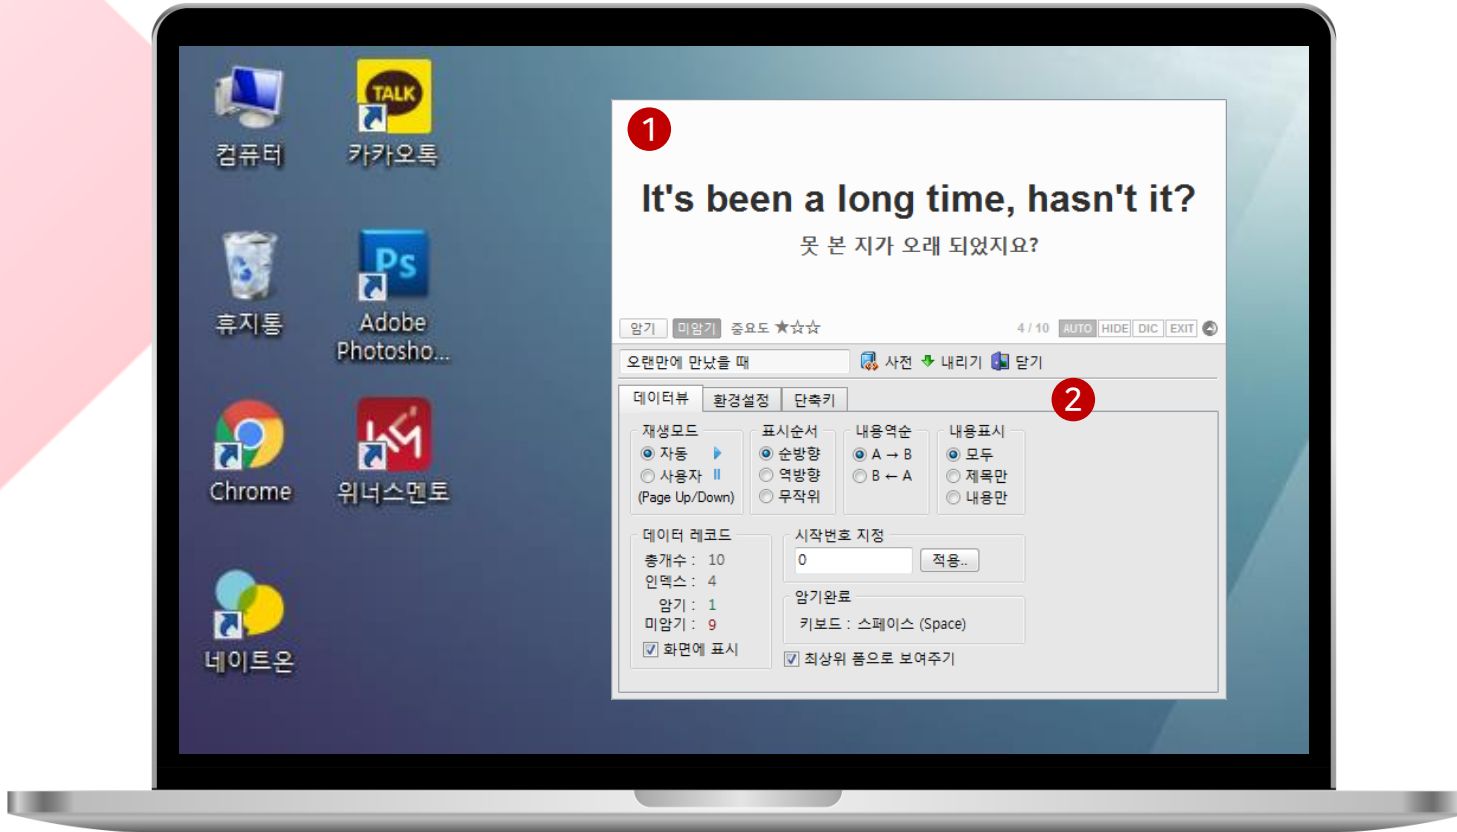 컴퓨터
TALK
카카오톡
휴지통
Ps
Adobe
Photosho...
Chrome
위너스멘토
네이트온
1
It's been a long time, hasn't it?
못 본 지가 오래 되었지요?
암기 미암기 중요도 ★☆☆ 4 / 10 AUTO HIDE DIC EXIT
오랜만에 만났을 때 사전 내리기 닫기
2
데이터뷰 환경설정 단축키
재생모드 표시순서 내용역순 내용표시
자동 순방향 A → B 모두
사용자 역방향 B ← A 제목만
(Page Up/Down) 무작위 내용만
데이터 레코드 시작번호 지정
총개수 : 10 0 적용..
인덱스 : 4
암기 : 1 암기완료
미암기 : 9 키보드 : 스페이스 (Space)
화면에 표시 최상위 폼으로 보여주기